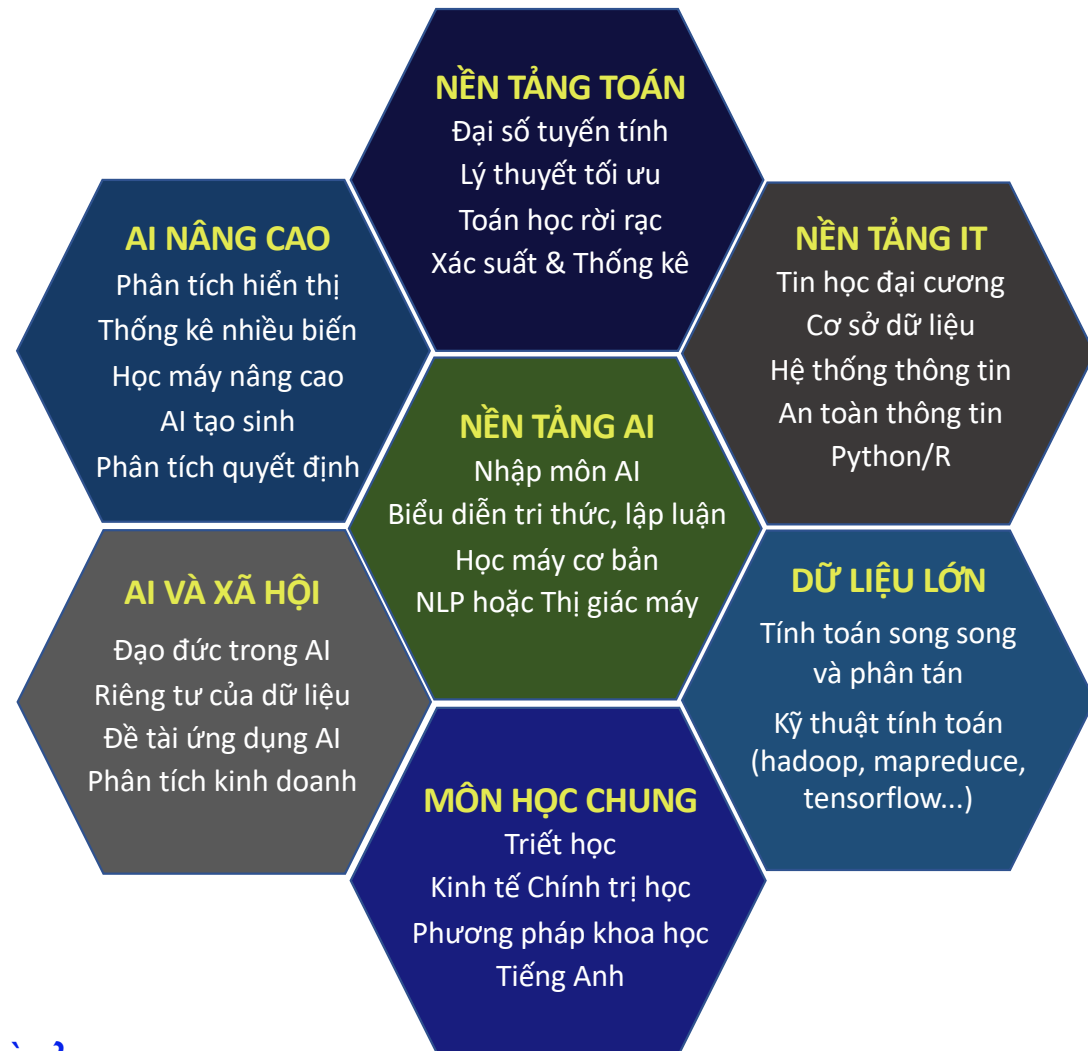 NỀN TẢNG TOÁN
Đại số tuyến tính
Lý thuyết tối ưu
Toán học rời rạc
Xác suất & Thống kê
AI NÂNG CAO
Phân tích hiển thị
Thống kê nhiều biến
Học máy nâng cao
AI tạo sinh
Phân tích quyết định
NỀN TẢNG IT
Tin học đại cương
Cơ sở dữ liệu
Hệ thống thông tin
An toàn thông tin
Python/R
NỀN TẢNG AI
Nhập môn AI
Biểu diễn tri thức, lập luận
Học máy cơ bản
NLP hoặc Thị giác máy
AI VÀ XÃ HỘI
Đạo đức trong AI
Riêng tư của dữ liệu
Đề tài ứng dụng AI
Phân tích kinh doanh
DỮ LIỆU LỚN
Tính toán song song
và phân tán
Kỹ thuật tính toán
(hadoop, mapreduce,
tensorflow...)
MÔN HỌC CHUNG
Triết học
Kinh tế Chính trị học
Phương pháp khoa học
Tiếng Anh